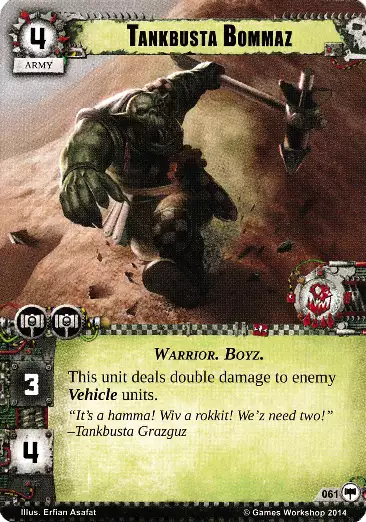 4
TANKBUSTA BOMMAZ
ARMY
WARRIOR. BOYZ.
3
This unit deals double damage to enemy
Vehicle units.
“It’s a hamma! Wiv a rokkit! We’z need two!”
–Tankbusta Grazguz
4
061
Illus. Erfian Asafat
© Games Workshop 2014